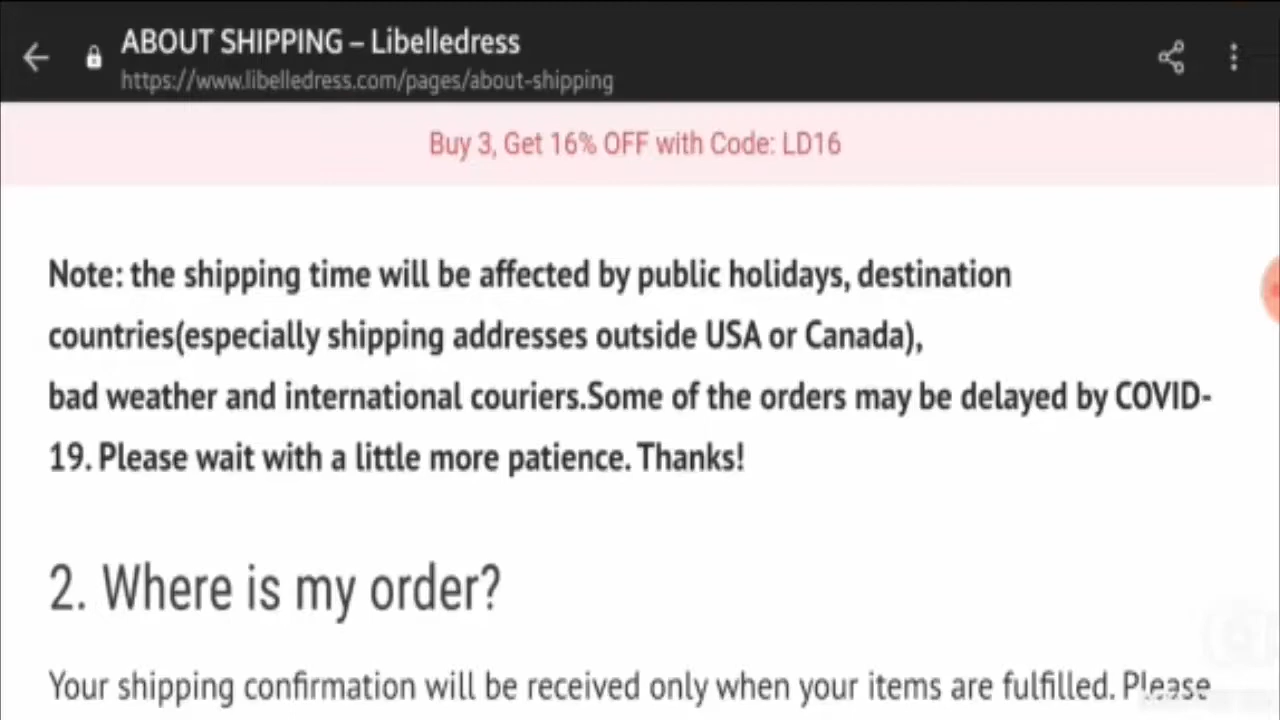 ABOUT SHIPPING – Libelledress
https://www.libelledress.com/pages/about-shipping
Buy 3, Get 16% OFF with Code: LD16
Note: the shipping time will be affected by public holidays, destination
countries(especially shipping addresses outside USA or Canada),
bad weather and international couriers.Some of the orders may be delayed by COVID-
19. Please wait with a little more patience. Thanks!
2. Where is my order?
Your shipping confirmation will be received only when your items are fulfilled. Please